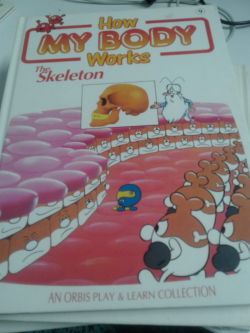 How
MY BODY
Works
The
Skeleton
AN ORBIS PLAY & LEARN COLLECTION